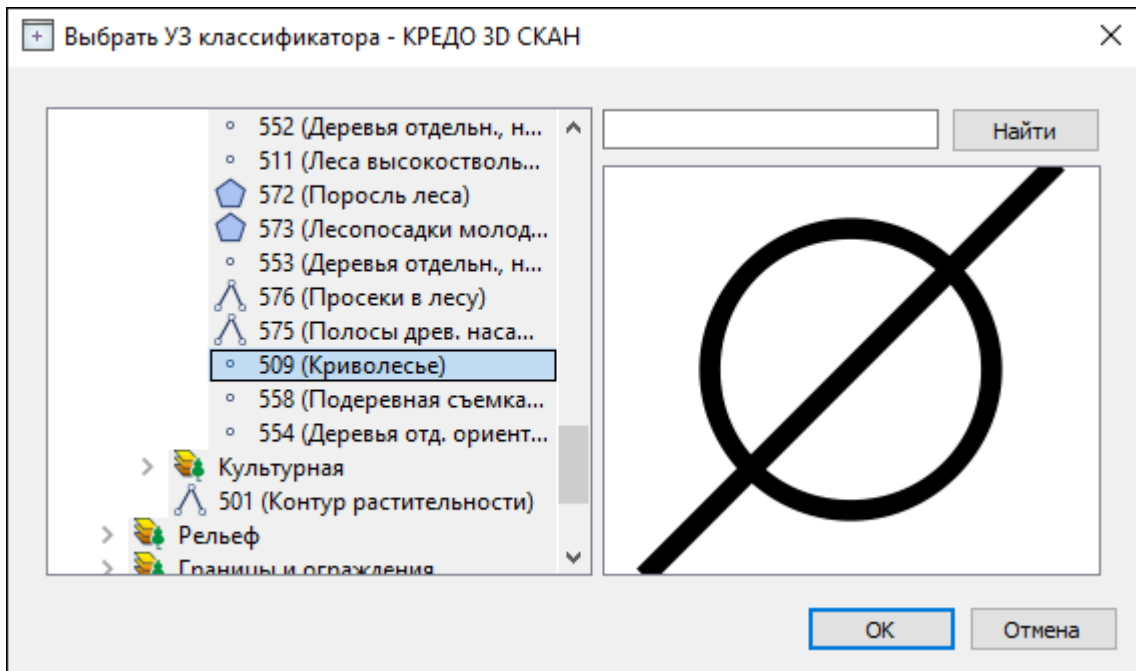 Выбрать УЗ классификатора - КРЕДО 3D СКАН
552 (Деревья отдельн., н...
511 (Леса высокостволь...
572 (Поросль леса)
573 (Лесопосадки молод...
553 (Деревья отдельн., н...
576 (Просеки в лесу)
575 (Полосы древ. наса...
509 (Криволесье)
558 (Подеревная съемка...
554 (Деревья отд. ориент...
Культурная
501 (Контур растительности)
Рельеф
Границы и ограждения
Найти
OK
Отмена